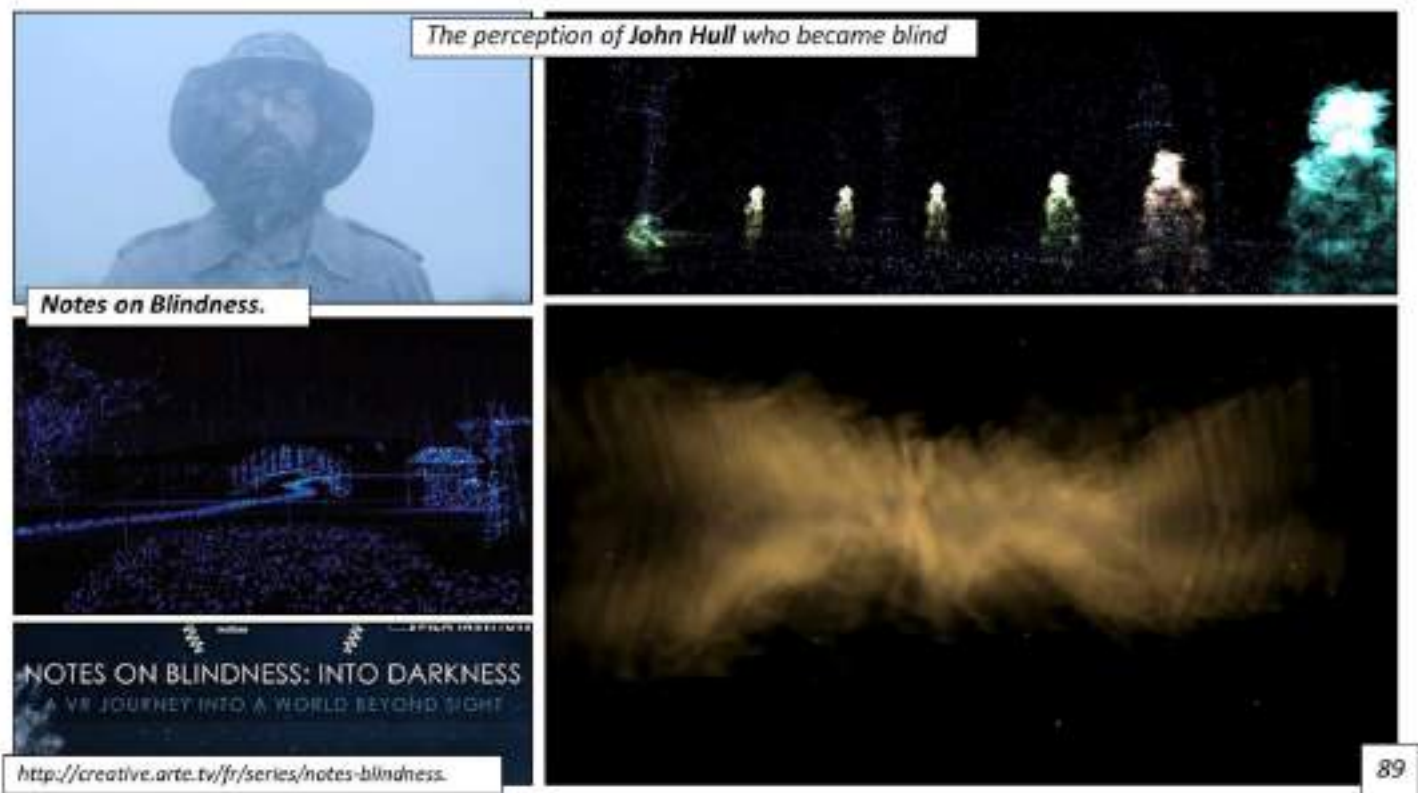 The perception of John Hull who became blind
Notes on Blindness.
NOTES ON BLINDNESS: INTO DARKNESS
A VR JOURNEY INTO A WORLD BEYOND SIGHT
http://creative.arte.tv/fr/series/notes-blindness.
89